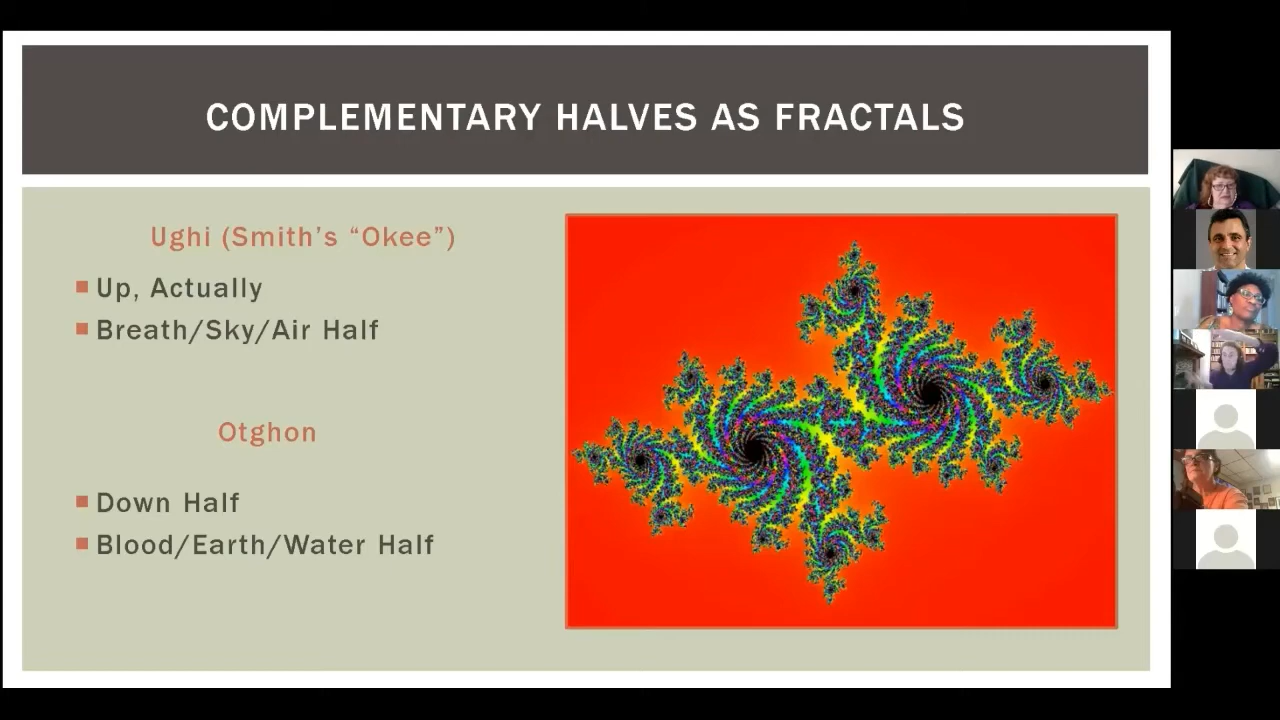 COMPLEMENTARY HALVES AS FRACTALS
Ughi (Smith's "Okee")
Up, Actually
Breath/Sky/Air Half
Otghon
Down Half
Blood/Earth/Water Half